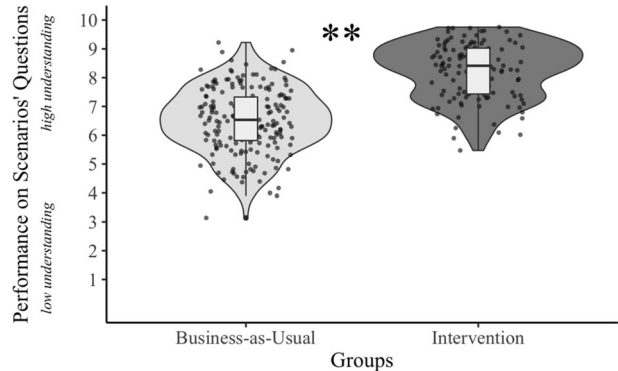 Performance on Scenarios' Questions
low understanding
high understanding
10
9
8
7
6
5
4
3
2
1
**
Business-as-Usual
Intervention
Groups